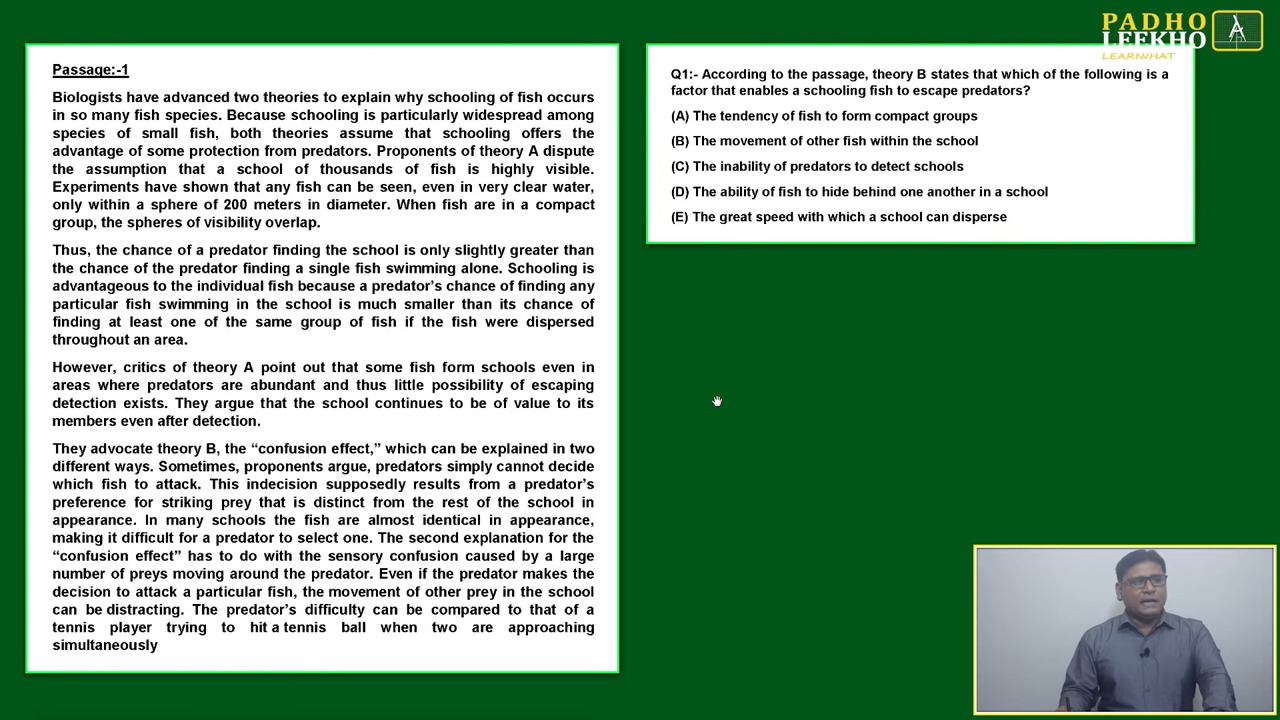 PADHO
LEEKHO
LEARNWHAT
Passage:-1
Biologists have advanced two theories to explain why schooling of fish occurs
in so many fish species. Because schooling is particularly widespread among
species of small fish, both theories assume that schooling offers the
advantage of some protection from predators. Proponents of theory A dispute
the assumption that a school of thousands of fish is highly visible.
Experiments have shown that any fish can be seen, even in very clear water,
only within a sphere of 200 meters in diameter. When fish are in a compact
group, the spheres of visibility overlap.
Thus, the chance of a predator finding the school is only slightly greater than
the chance of the predator finding a single fish swimming alone. Schooling is
advantageous to the individual fish because a predator's chance of finding any
particular fish swimming in the school is much smaller than its chance of
finding at least one of the same group of fish if the fish were dispersed
throughout an area.
However, critics of theory A point out that some fish form schools even in
areas where predators are abundant and thus little possibility of escaping
detection exists. They argue that the school continues to be of value to its
members even after detection.
They advocate theory B, the “confusion effect,” which can be explained in two
different ways. Sometimes, proponents argue, predators simply cannot decide
which fish to attack. This indecision supposedly results from a predator's
preference for striking prey that is distinct from the rest of the school in
appearance. In many schools the fish are almost identical in appearance,
making it difficult for a predator to select one. The second explanation for the
“confusion effect” has to do with the sensory confusion caused by a large
number of preys moving around the predator. Even if the predator makes the
decision to attack a particular fish, the movement of other prey in the school
can be distracting. The predator's difficulty can be compared to that of a
tennis player trying to hit a tennis ball when two are approaching
simultaneously
Q1:- According to the passage, theory B states that which of the following is a
factor that enables a schooling fish to escape predators?
(A) The tendency of fish to form compact groups
(B) The movement of other fish within the school
(C) The inability of predators to detect schools
(D) The ability of fish to hide behind one another in a school
(E) The great speed with which a school can disperse